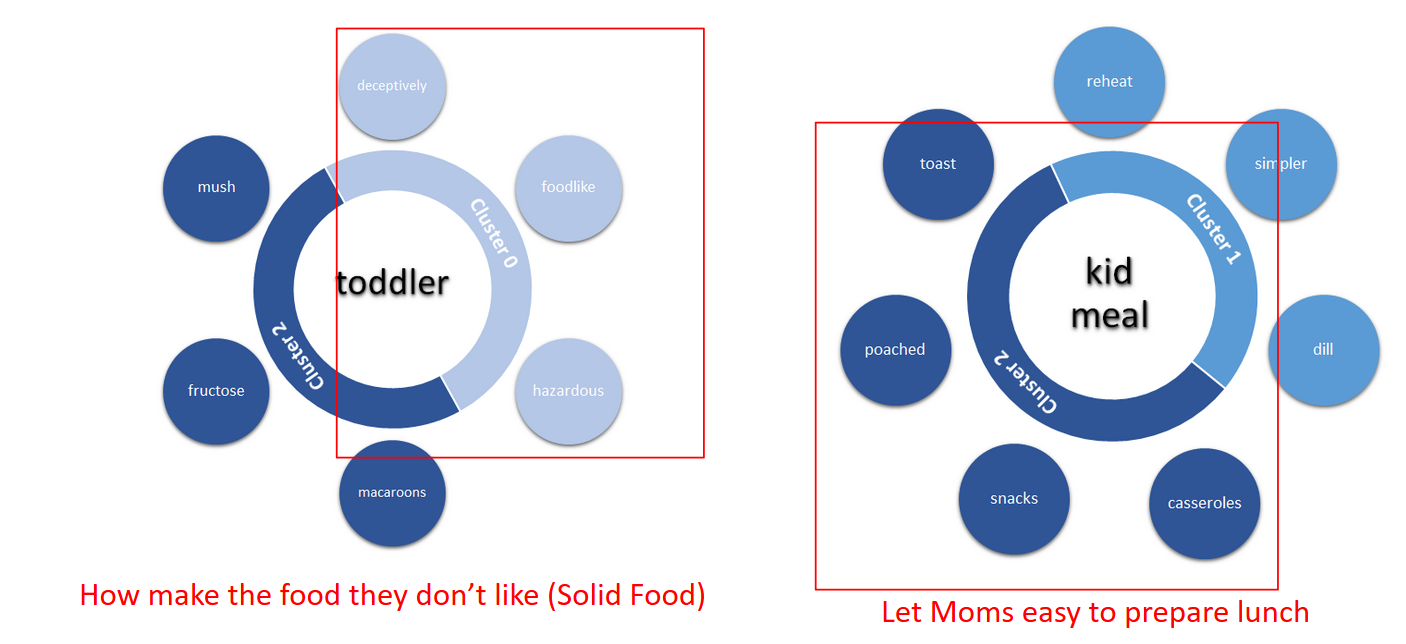 deceptively
mush
foodlike
Cluster 0
toddler
Cluster 2
fructose
hazardous
macaroons
How make the food they don’t like (Solid Food)
reheat
toast
simpler
Cluster 1
kid
meal
poached
dill
Cluster 2
snacks
casseroles
Let Moms easy to prepare lunch